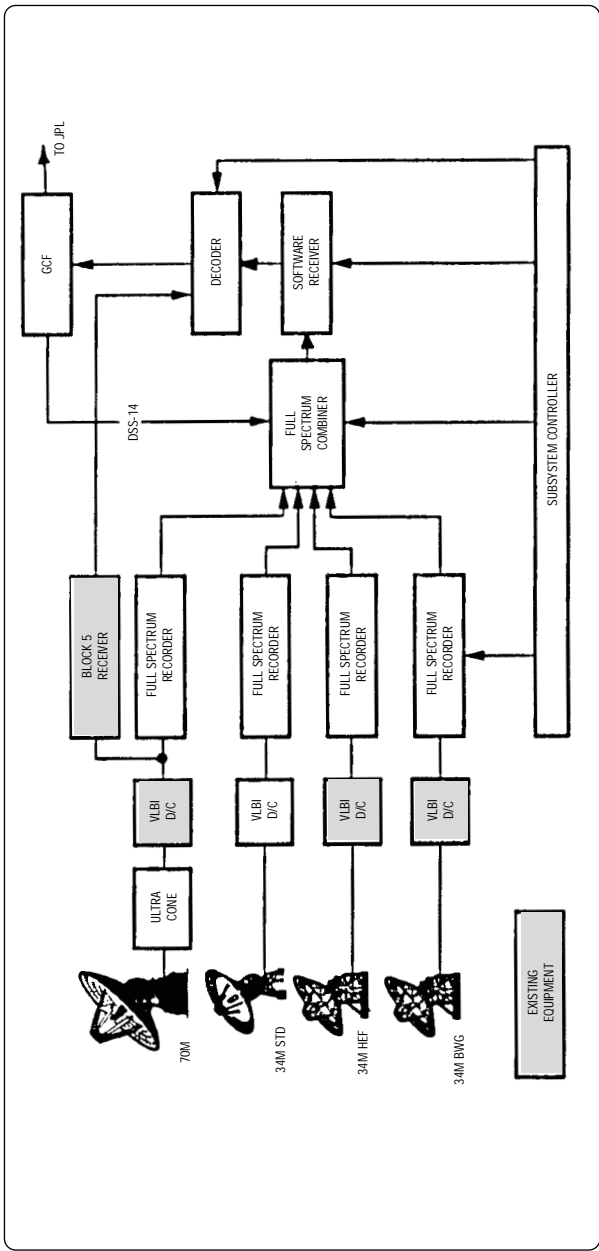 70M
ULTRA
CONE
VLBI
D/C
BLOCK 5
RECEIVER
FULL SPECTRUM
RECORDER
34M STD
VLBI
D/C
FULL SPECTRUM
RECORDER
34M HEF
VLBI
D/C
FULL SPECTRUM
RECORDER
34M BWG
VLBI
D/C
FULL SPECTRUM
RECORDER
DSS-14
FULL
SPECTRUM
COMBINER
GCF
TO JPL
DECODER
SOFTWARE
RECEIVER
SUBSYSTEM CONTROLLER
EXISTING
EQUIPMENT